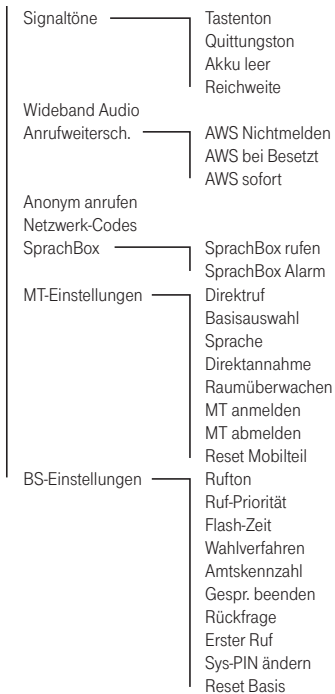 Signaltöne Tastenton
Quittungston
Akku leer
Reichweite
Wideband Audio
Anrufweitersch. AWS Nichtmelden
AWS bei Besetzt
AWS sofort
Anonym anrufen
Netzwerk-Codes
SprachBox SprachBox rufen
SprachBox Alarm
MT-Einstellungen Direktruf
Basisauswahl
Sprache
Direktannahme
Raumüberwachen
MT anmelden
MT abmelden
Reset Mobilteil
BS-Einstellungen Rufton
Ruf-Priorität
Flash-Zeit
Wahlverfahren
Amtskennzahl
Gespr. beenden
Rückfrage
Erster Ruf
Sys-PIN ändern
Reset Basis